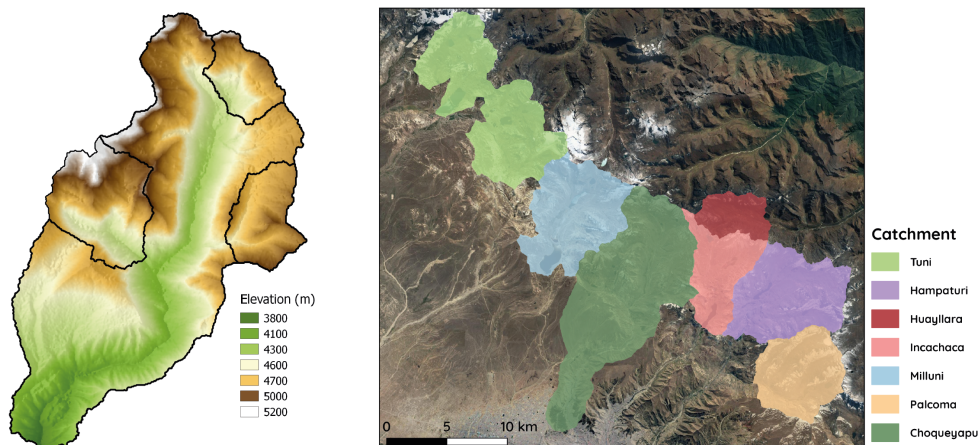 Elevation (m)
3800
4100
4300
4600
4700
5000
5200
0 5 10 km
Catchment
Tuni
Hampaturi
Huayllara
Incachaca
Milluni
Palcoma
Choqueyapu